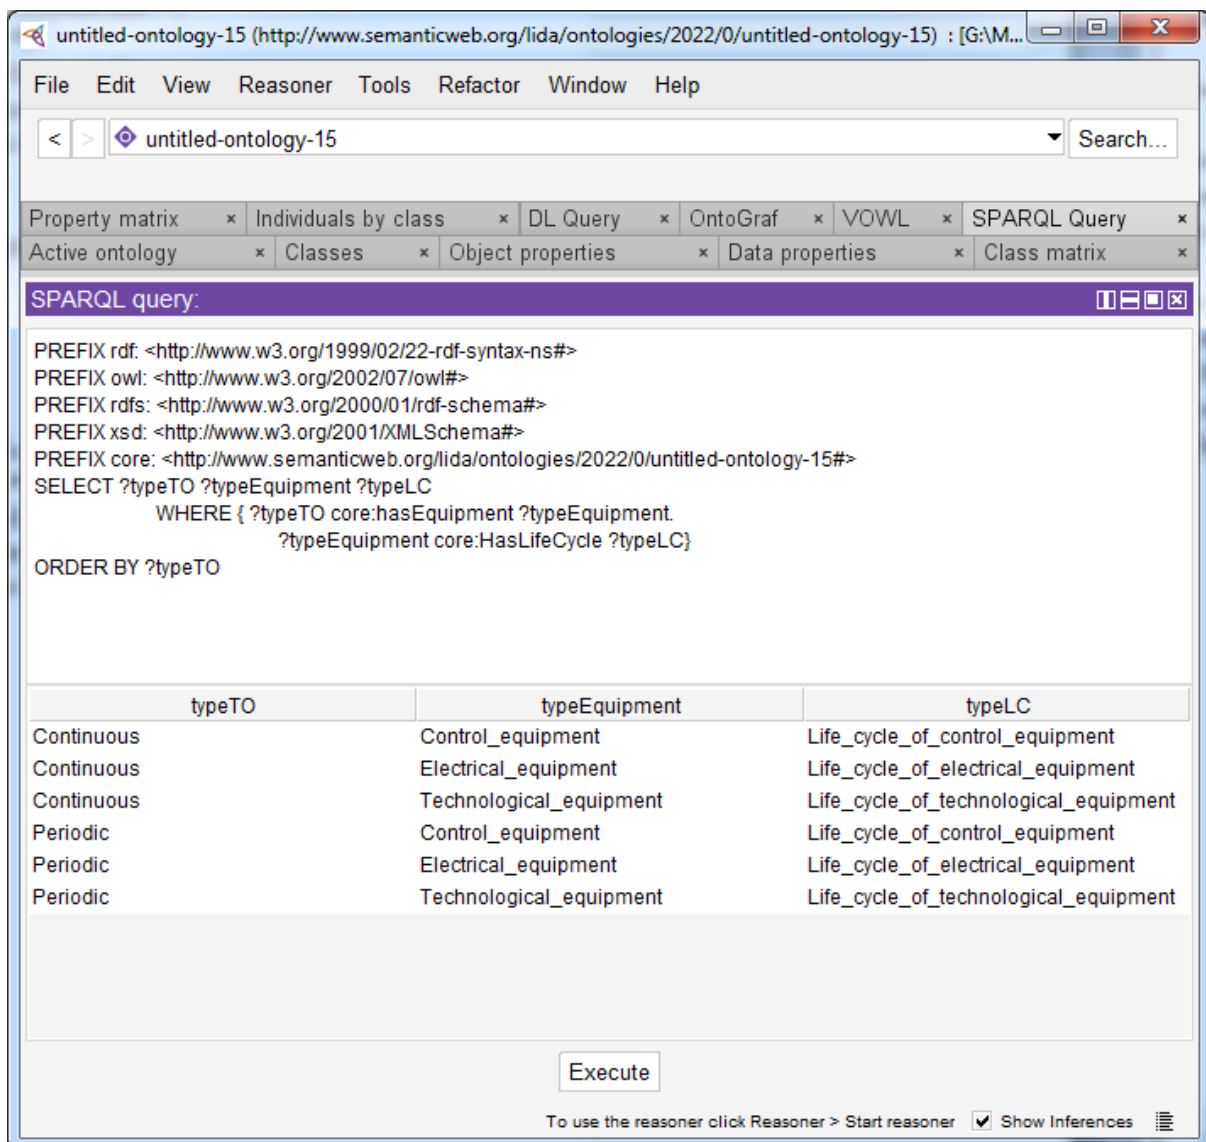 untitled-ontology-15 (http://www.semanticweb.org/lida/ontologies/2022/0/untitled-ontology-15) : [G:\M...
File Edit View Reasoner Tools Refactor Window Help
< > untitled-ontology-15 Search...
Property matrix × Individuals by class × DL Query × OntoGraf × VOWL × SPARQL Query ×
Active ontology × Classes × Object properties × Data properties × Class matrix ×
SPARQL query:
PREFIX rdf: <http://www.w3.org/1999/02/22-rdf-syntax-ns#>
PREFIX owl: <http://www.w3.org/2002/07/owl#>
PREFIX rdfs: <http://www.w3.org/2000/01/rdf-schema#>
PREFIX xsd: <http://www.w3.org/2001/XMLSchema#>
PREFIX core: <http://www.semanticweb.org/lida/ontologies/2022/0/untitled-ontology-15#>
SELECT ?typeTO ?typeEquipment ?typeLC
WHERE { ?typeTO core:hasEquipment ?typeEquipment.
?typeEquipment core:HasLifeCycle ?typeLC}
ORDER BY ?typeTO
typeTO typeEquipment typeLC
Continuous Control_equipment Life_cycle_of_control_equipment
Continuous Electrical_equipment Life_cycle_of_electrical_equipment
Continuous Technological_equipment Life_cycle_of_technological_equipment
Periodic Control_equipment Life_cycle_of_control_equipment
Periodic Electrical_equipment Life_cycle_of_electrical_equipment
Periodic Technological_equipment Life_cycle_of_technological_equipment
Execute
To use the reasoner click Reasoner > Start reasoner Show Inferences